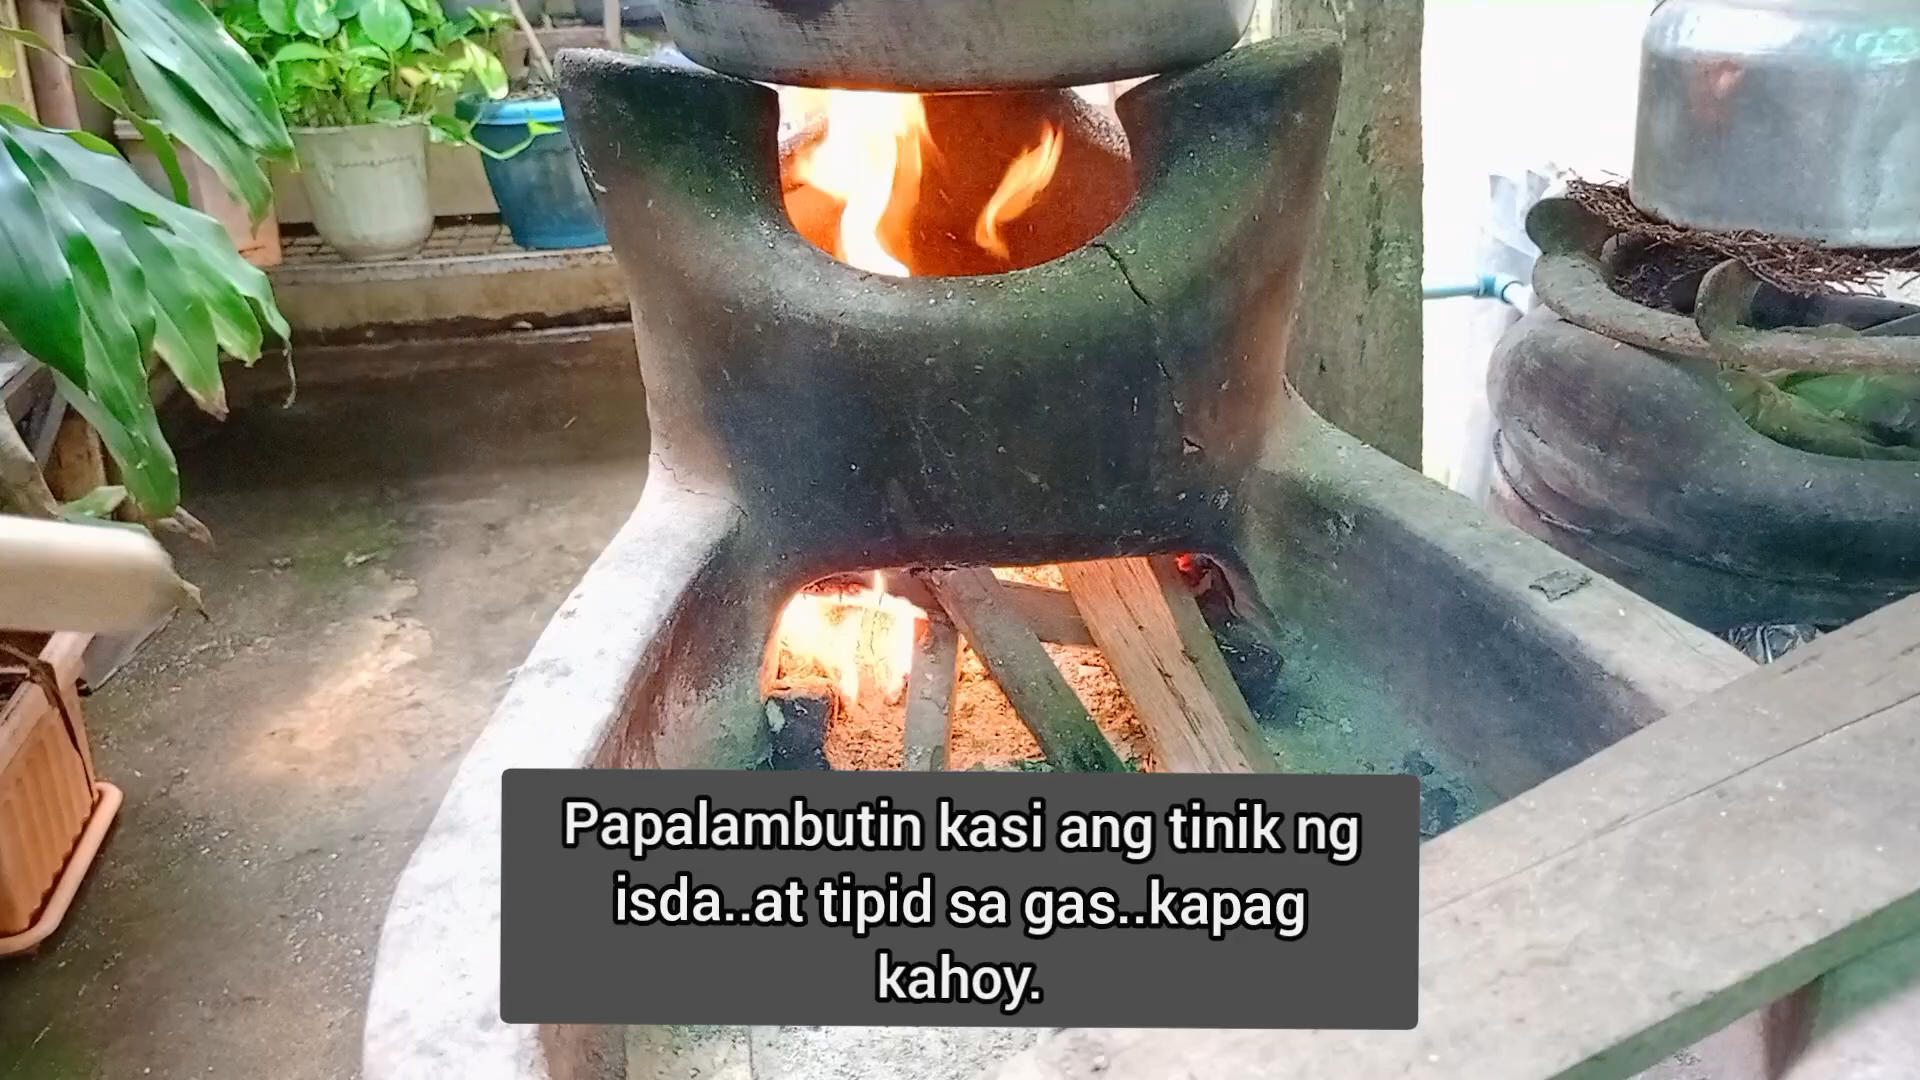 Papalambutin kasi ang tinik ng
isda..at tipid sa gas..kapag
kahoy.